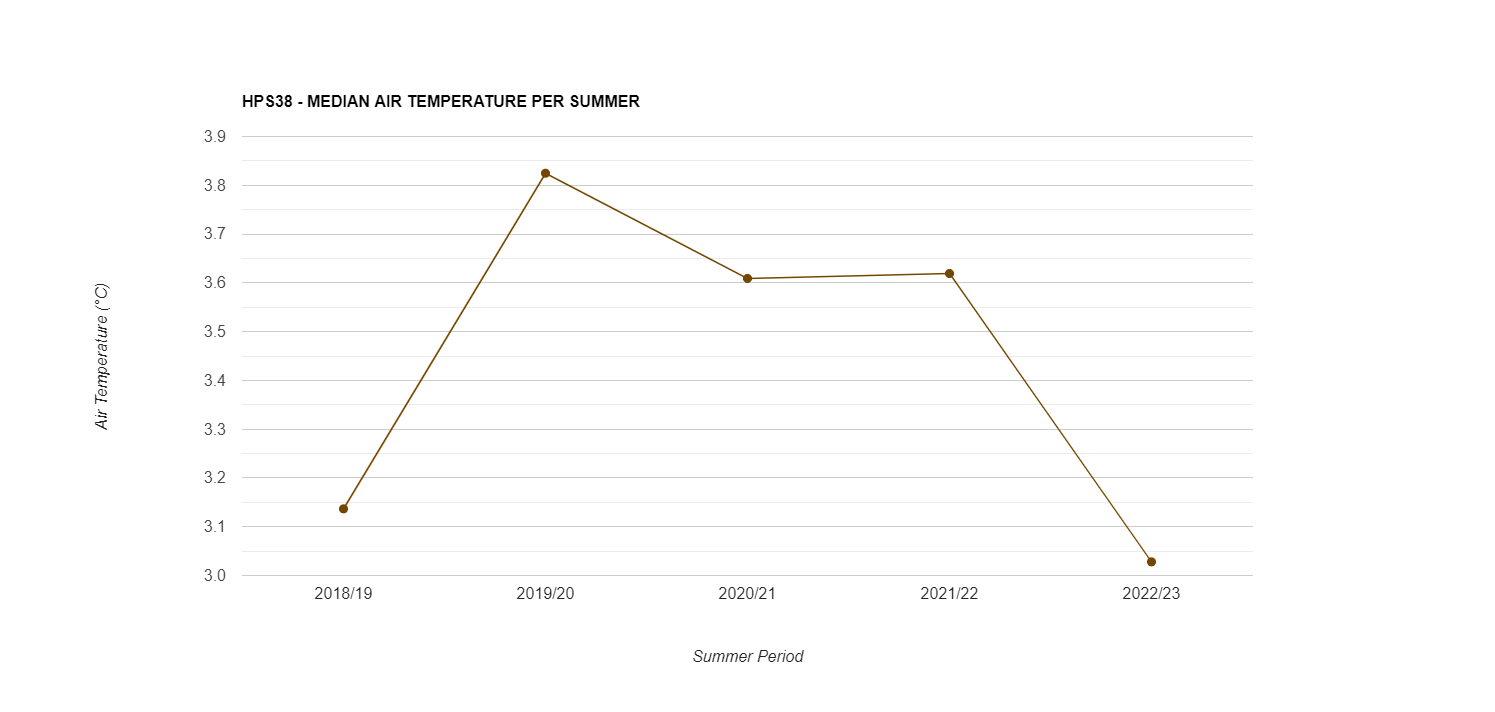 HPS38 - MEDIAN AIR TEMPERATURE PER SUMMER
3.9
3.8
3.7
3.6
3.5
3.4
3.3
3.2
3.1
3.0
Air Temperature (°C)
2018/19 2019/20 2020/21 2021/22 2022/23
Summer Period